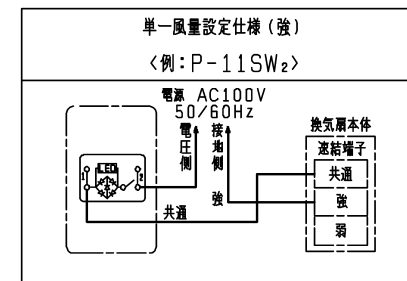 単一風量設定仕様（強）
〈例：P-11SW₂〉
電源 AC100V
50/60Hz
電圧側
接地側
換気扇本体
速結端子
共通
強
弱
LED
1
2
強
共通